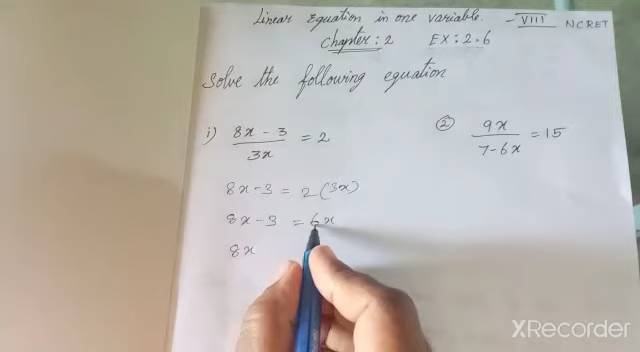 Linear Equation in one variable. - VIII NCRET
Chapter : 2 EX : 2.6
Solve the following equation
i) 8x - 3 / 3x = 2
② 9x / 7-6x = 15
8x-3 = 2 (3x)
8x-3 = 6x
8x
XRecorder